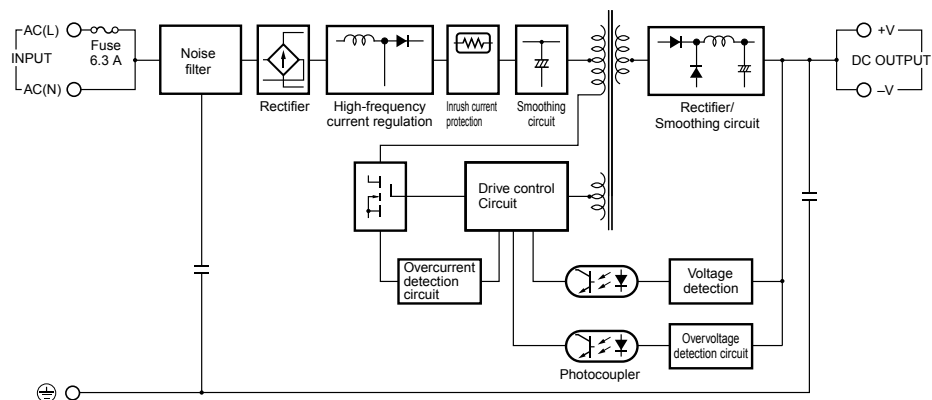 AC(L)
INPUT
AC(N)
Fuse
6.3 A
Noise
filter
Rectifier
High-frequency
current regulation
Inrush current
protection
Smoothing
circuit
Rectifier/
Smoothing circuit
+V
DC OUTPUT
–V
Drive control
Circuit
Overcurrent
detection
circuit
Voltage
detection
Overvoltage
detection circuit
Photocoupler